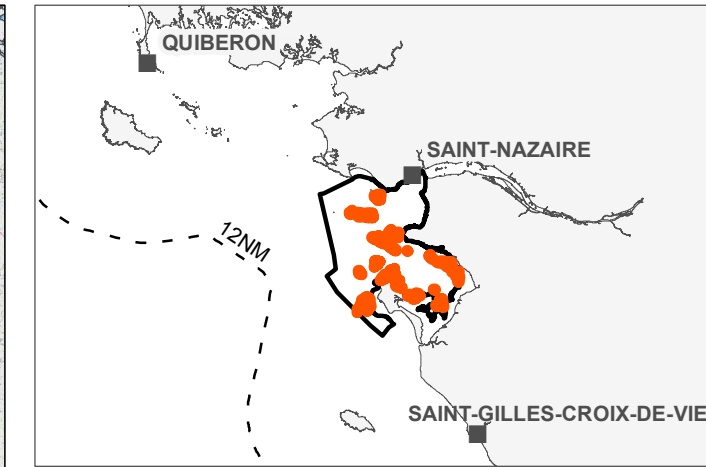 QUIBERON
SAINT-NAZAIRE
12NM
SAINT-GILLES-CROIX-DE-VIE